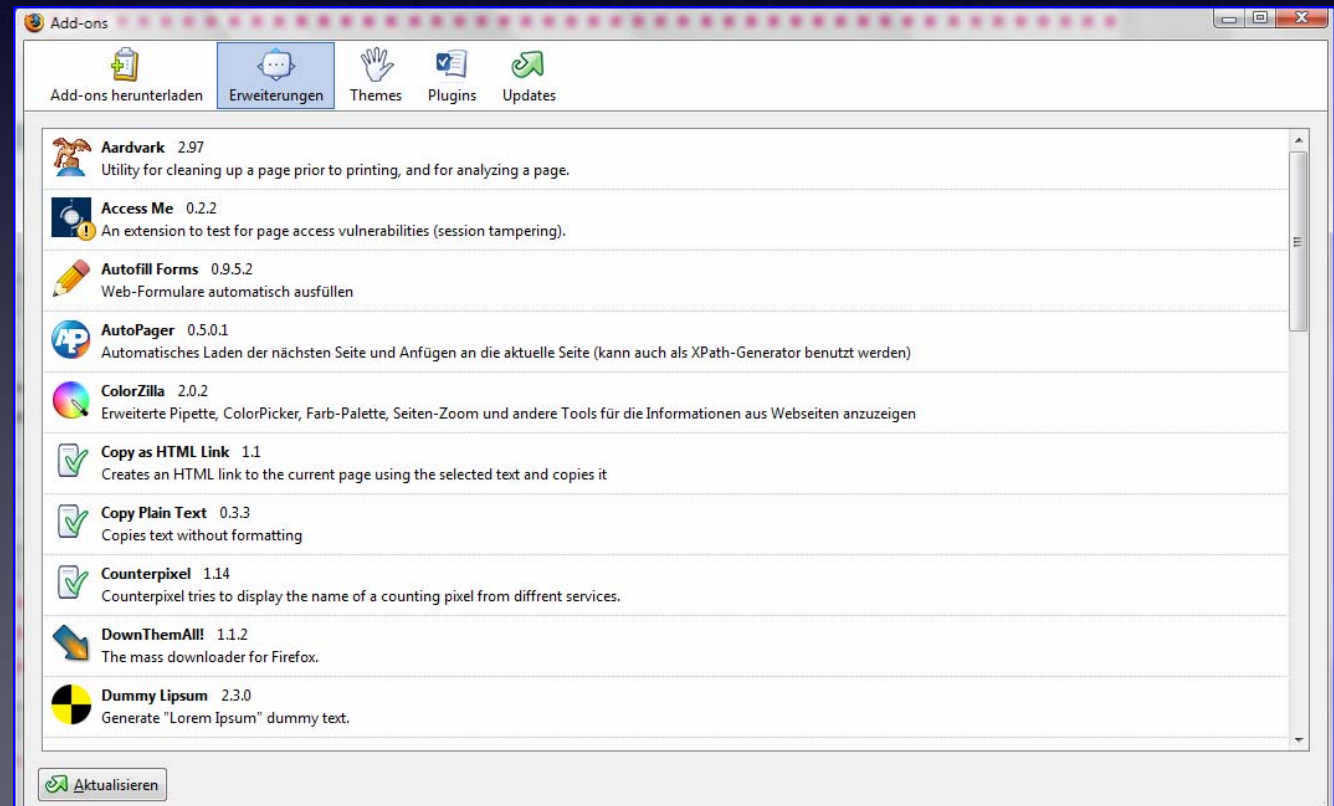 Add-ons
Add-ons herunterladen Erweiterungen Themes Plugins Updates
Aardvark 2.97
Utility for cleaning up a page prior to printing, and for analyzing a page.
Access Me 0.2.2
An extension to test for page access vulnerabilities (session tampering).
Autofill Forms 0.9.5.2
Web-Formulare automatisch ausfüllen
AutoPager 0.5.0.1
Automatisches Laden der nächsten Seite und Anfügen an die aktuelle Seite (kann auch als XPath-Generator benutzt werden)
ColorZilla 2.0.2
Erweiterte Pipette, ColorPicker, Farb-Palette, Seiten-Zoom und andere Tools für die Informationen aus Webseiten anzuzeigen
Copy as HTML Link 1.1
Creates an HTML link to the current page using the selected text and copies it
Copy Plain Text 0.3.3
Copies text without formatting
Counterpixel 1.14
Counterpixel tries to display the name of a counting pixel from diffrent services.
DownThemAll! 1.1.2
The mass downloader for Firefox.
Dummy Lipsum 2.3.0
Generate "Lorem Ipsum" dummy text.
Aktualisieren